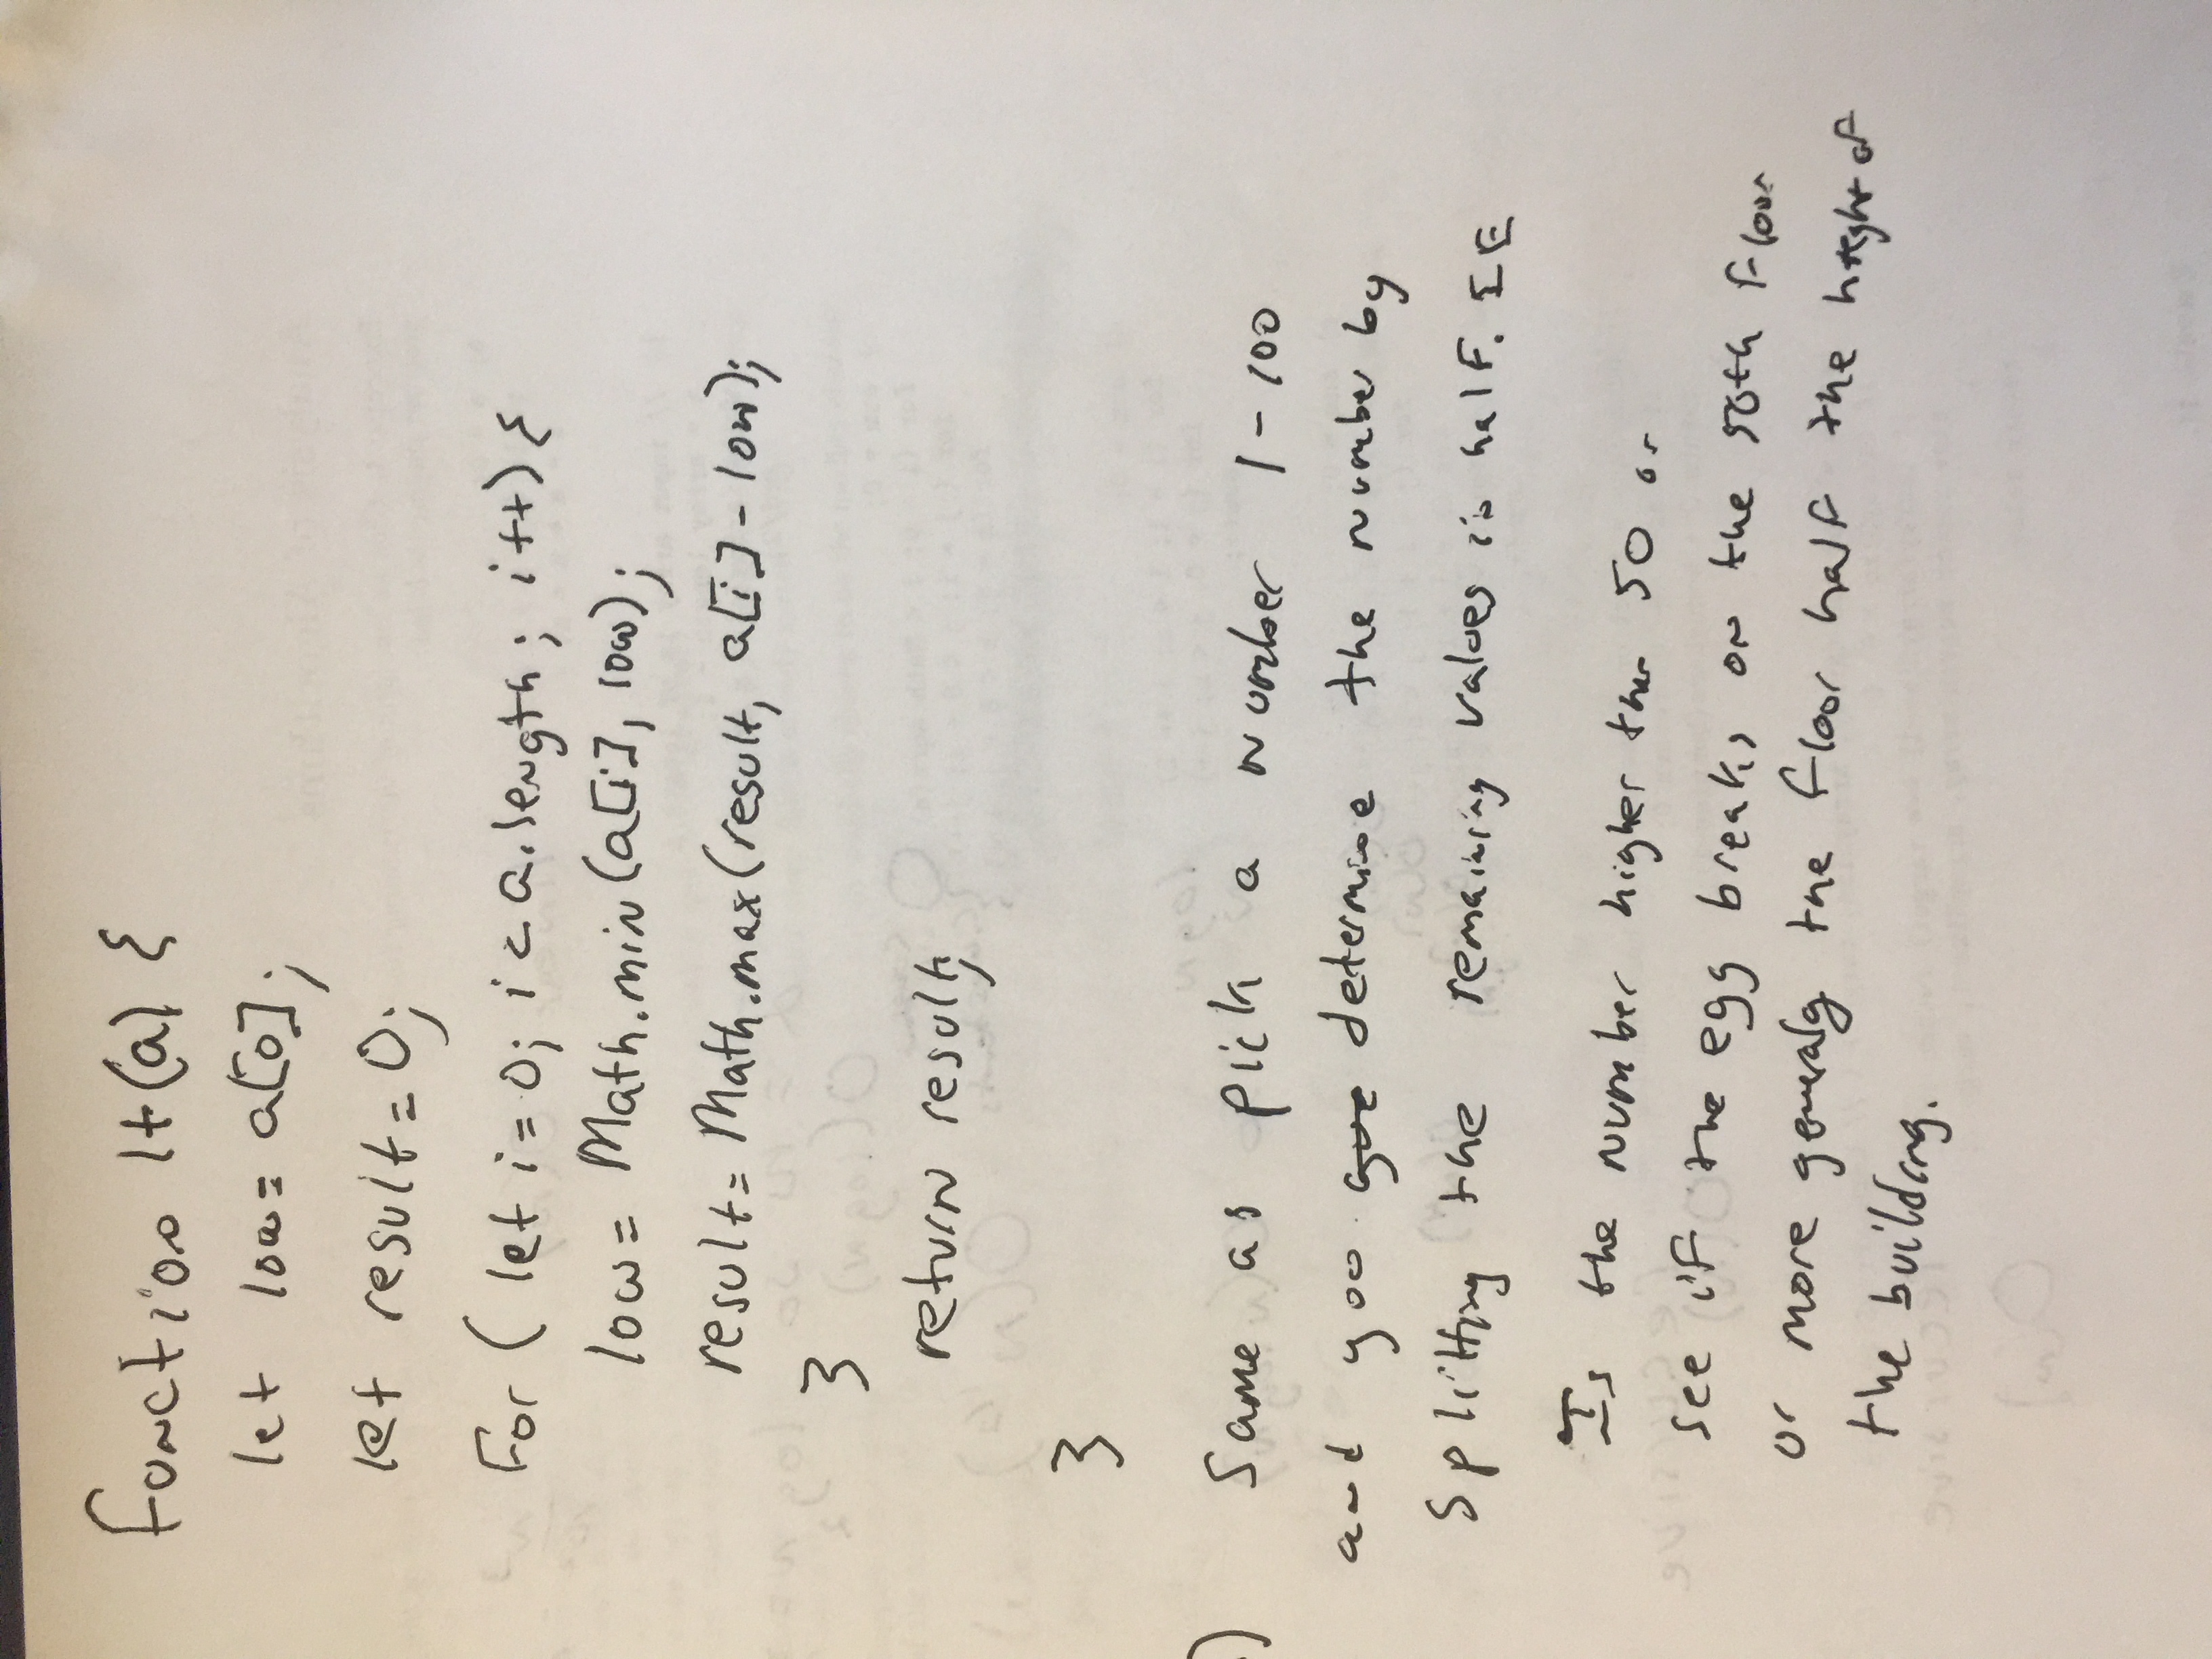 function lt(a) {
let low = a[0];
let result = 0;
For ( let i = 0; i < a.length ; i++) {
low = Math.min(a[i], low);
result = Math.max(result, a[i] - low);
}
return result;
}
) Same as pick a number 1-100
and you determine the number by
splitting the remaining values in half. IE
Is the number higher than 50 or
see if the egg breaks on the 50th floor
or more generaly the floor half the height of
the building.